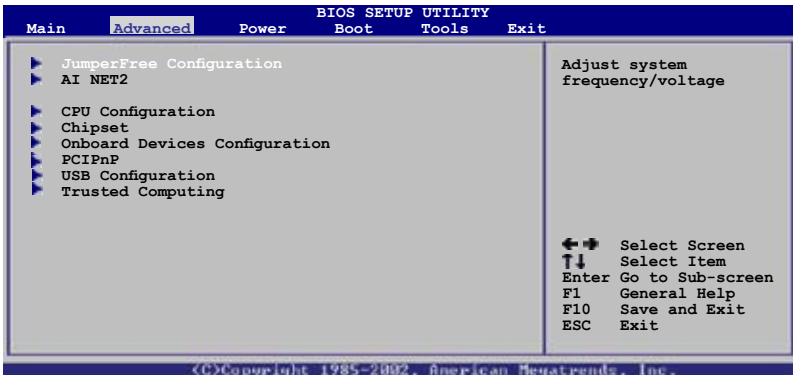 BIOS SETUP UTILITY
Main Advanced Power Boot Tools Exit
JumperFree Configuration
AI NET2
CPU Configuration
Chipset
Onboard Devices Configuration
PCIPnP
USB Configuration
Trusted Computing
Adjust system
frequency/voltage
Select Screen
Select Item
Enter Go to Sub-screen
F1 General Help
F10 Save and Exit
ESC Exit
(C)Copyright 1985-2002, American Megatrends, Inc.